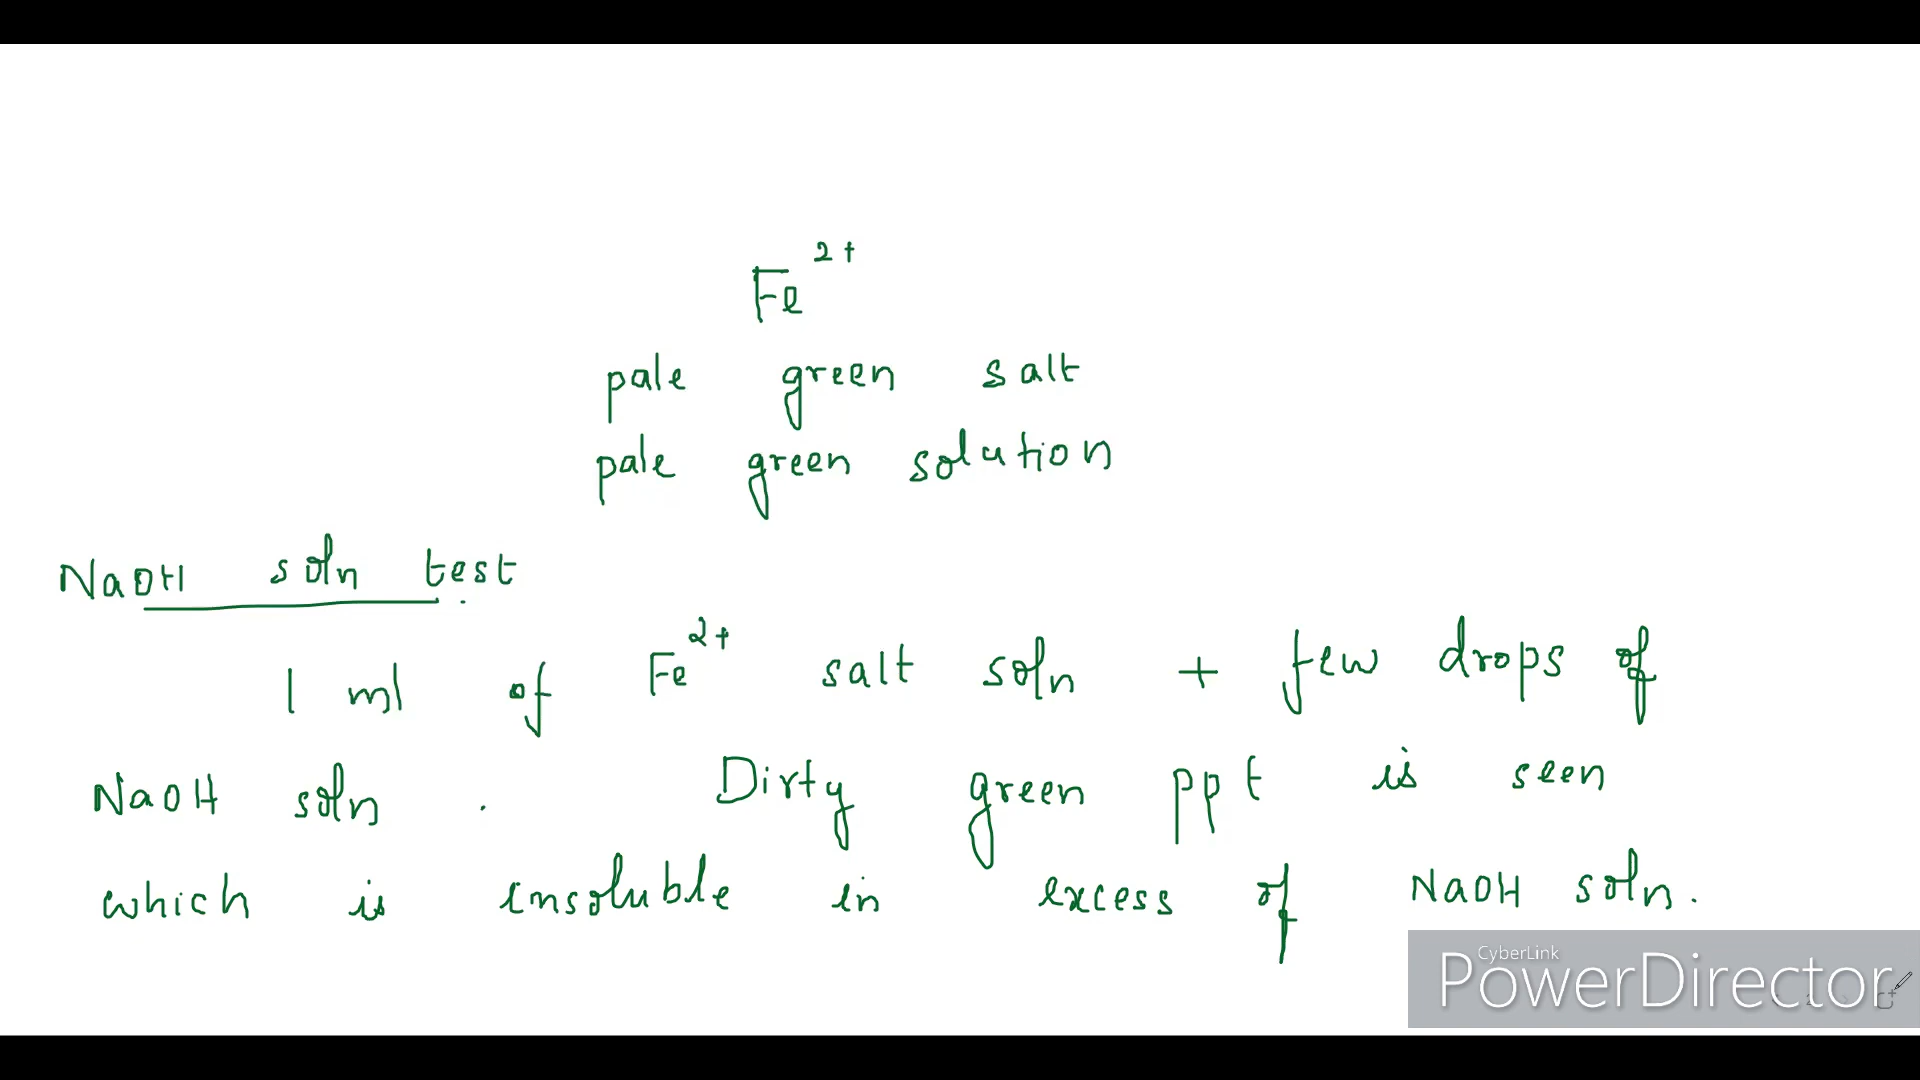 Fe2+
pale green salt
pale green solution
NaOH soln test
1 ml of Fe2+ salt soln + few drops of
NaOH soln . Dirty green ppt is seen
which is insoluble in excess of NaOH soln.
CyberLink
PowerDirector